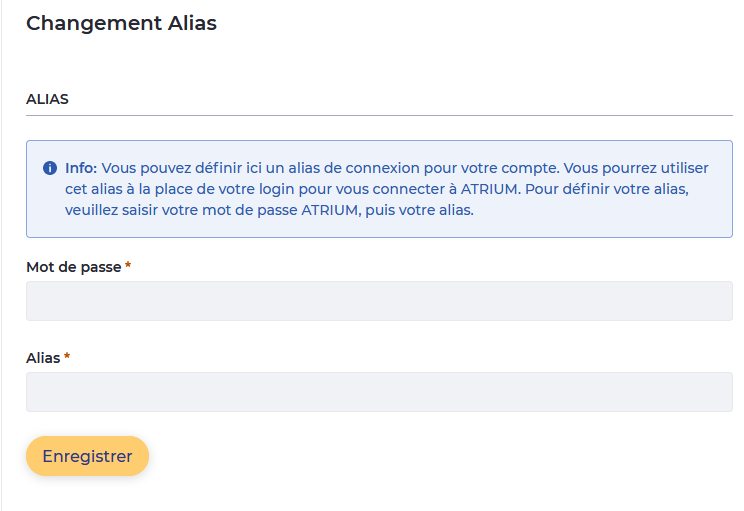 Changement Alias
ALIAS
Info: Vous pouvez définir ici un alias de connexion pour votre compte. Vous pourrez utiliser
cet alias à la place de votre login pour vous connecter à ATRIUM. Pour définir votre alias,
veuillez saisir votre mot de passe ATRIUM, puis votre alias.
Mot de passe *
Alias *
Enregistrer